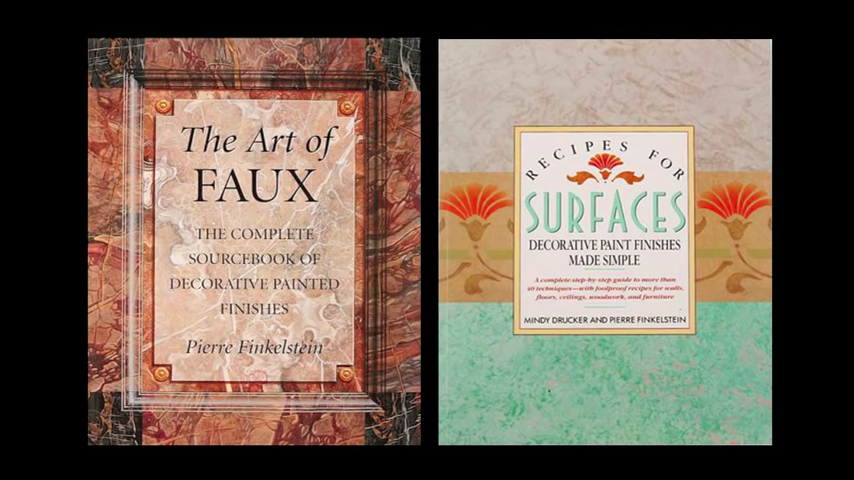 The Art of
FAUX
THE COMPLETE
SOURCEBOOK OF
DECORATIVE PAINTED
FINISHES
Pierre Finkelstein
RECIPES FOR
SURFACES
DECORATIVE PAINT FINISHES
MADE SIMPLE
A complete step-by-step guide to more than
40 techniques—with foolproof recipes for walls,
floors, ceilings, woodwork, and furniture
MINDY DRUCKER AND PIERRE FINKELSTEIN